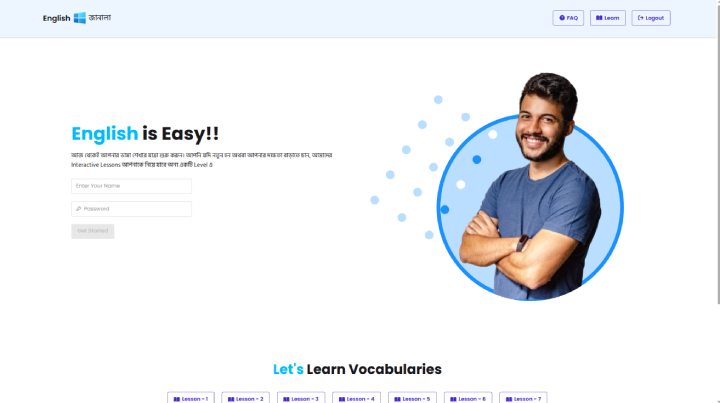 English জানালা
FAQ
Learn
Logout
English is Easy!!
আজ থেকেই আপনার ভাষা শেখার যাত্রা শুরু করুন। আপনি যদি নতুন হন অথবা আপনার দক্ষতা বাড়াতে চান, আমাদের
Interactive Lessons আপনাকে নিয়ে যাবে অন্য একটি Level এ
Enter Your Name
Password
Get Started
Let's Learn Vocabularies
Lesson - 1
Lesson - 2
Lesson - 3
Lesson - 4
Lesson - 5
Lesson - 6
Lesson - 7